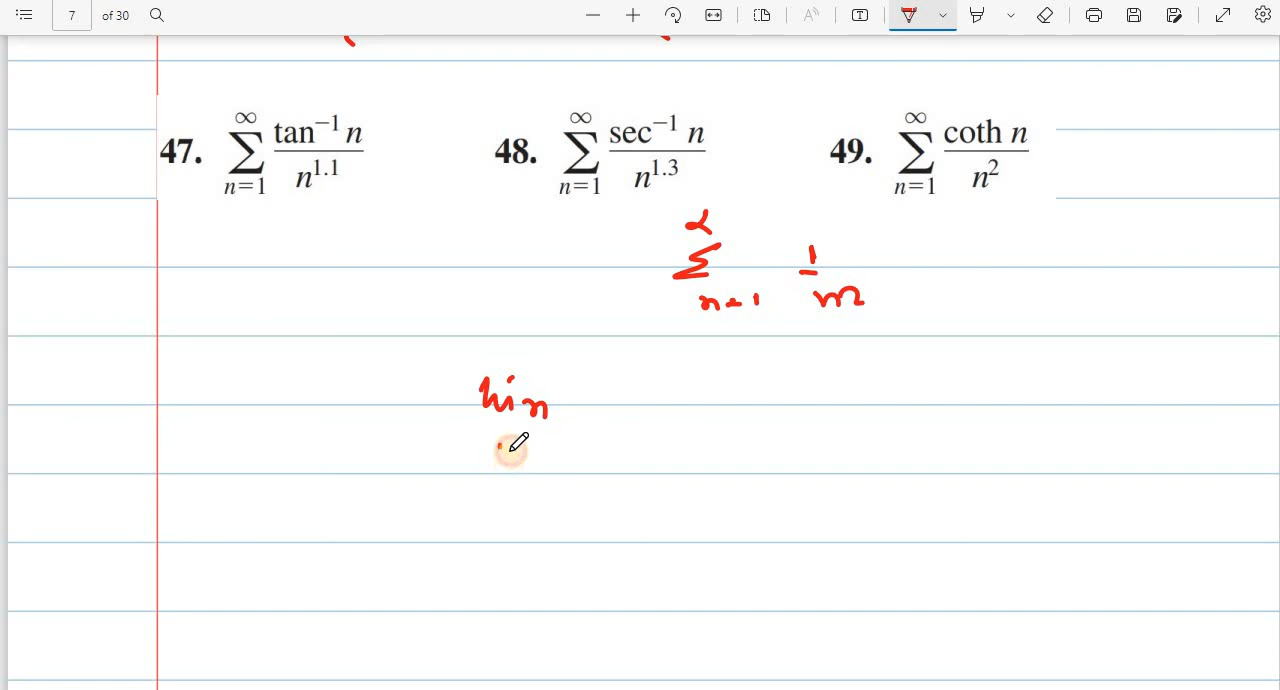 7 of 30
47. ∞ Σ n=1 tan⁻¹ n / n^1.1 48. ∞ Σ n=1 sec⁻¹ n / n^1.3 49. ∞ Σ n=1 coth n / n²
Σ n=1 1
lim